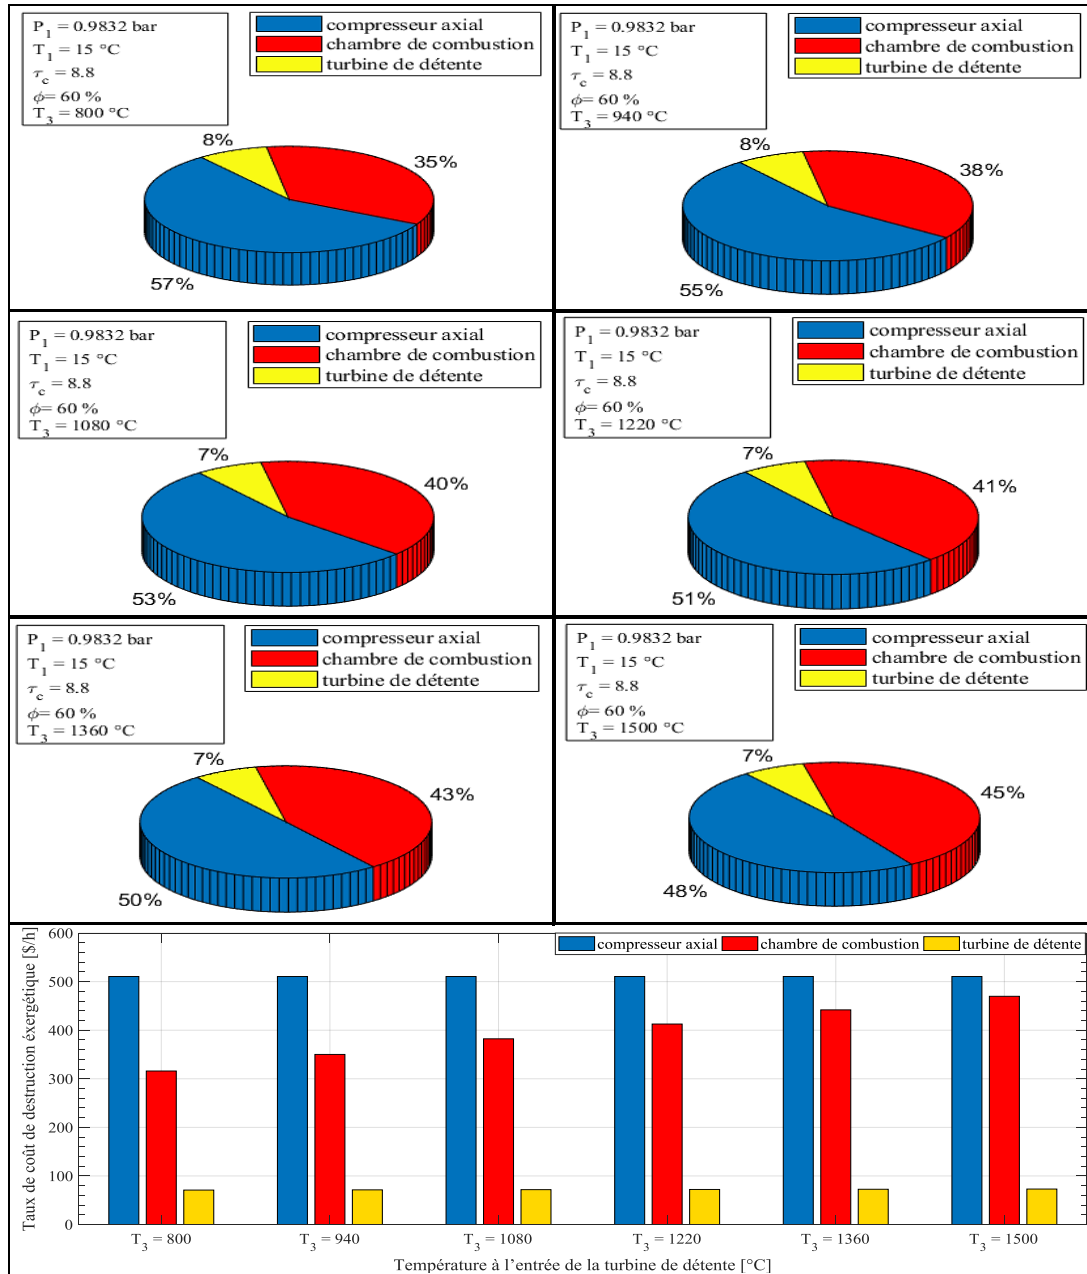 P1 = 0.9832 bar
T1 = 15 °C
τc = 8.8
ϕ= 60 %
T3 = 800 °C
compresseur axial
chambre de combustion
turbine de détente
8%
35%
57%
P1 = 0.9832 bar
T1 = 15 °C
τc = 8.8
ϕ= 60 %
T3 = 940 °C
compresseur axial
chambre de combustion
turbine de détente
8%
38%
55%
P1 = 0.9832 bar
T1 = 15 °C
τc = 8.8
ϕ= 60 %
T3 = 1080 °C
compresseur axial
chambre de combustion
turbine de détente
7%
40%
53%
P1 = 0.9832 bar
T1 = 15 °C
τc = 8.8
ϕ= 60 %
T3 = 1220 °C
compresseur axial
chambre de combustion
turbine de détente
7%
41%
51%
P1 = 0.9832 bar
T1 = 15 °C
τc = 8.8
ϕ= 60 %
T3 = 1360 °C
compresseur axial
chambre de combustion
turbine de détente
7%
43%
50%
P1 = 0.9832 bar
T1 = 15 °C
τc = 8.8
ϕ= 60 %
T3 = 1500 °C
compresseur axial
chambre de combustion
turbine de détente
7%
45%
48%
Taux de coût de destruction éxergétique [$/h]
600
500
400
300
200
100
0
compresseur axial chambre de combustion turbine de détente
T3 = 800 T3 = 940 T3 = 1080 T3 = 1220 T3 = 1360 T3 = 1500
Température à l’entrée de la turbine de détente [°C]